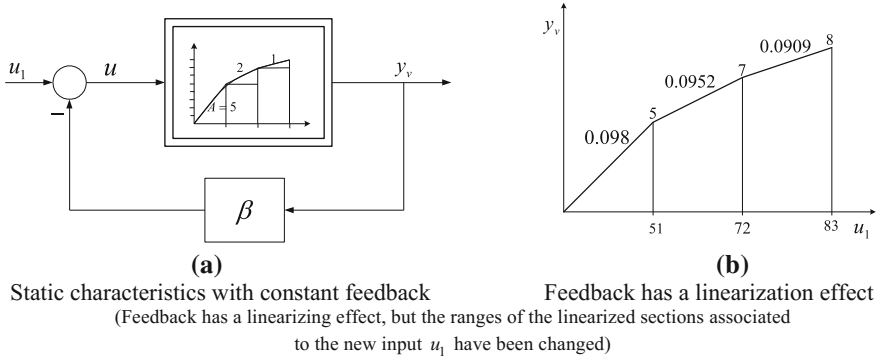 u₁
u
−
A = 5
2
1
yᵥ
β
(a)
Static characteristics with constant feedback
yᵥ
0.098
5
0.0952
7
0.0909
8
51
72
83
u₁
(b)
Feedback has a linearization effect
(Feedback has a linearizing effect, but the ranges of the linearized sections associated
to the new input u₁ have been changed)